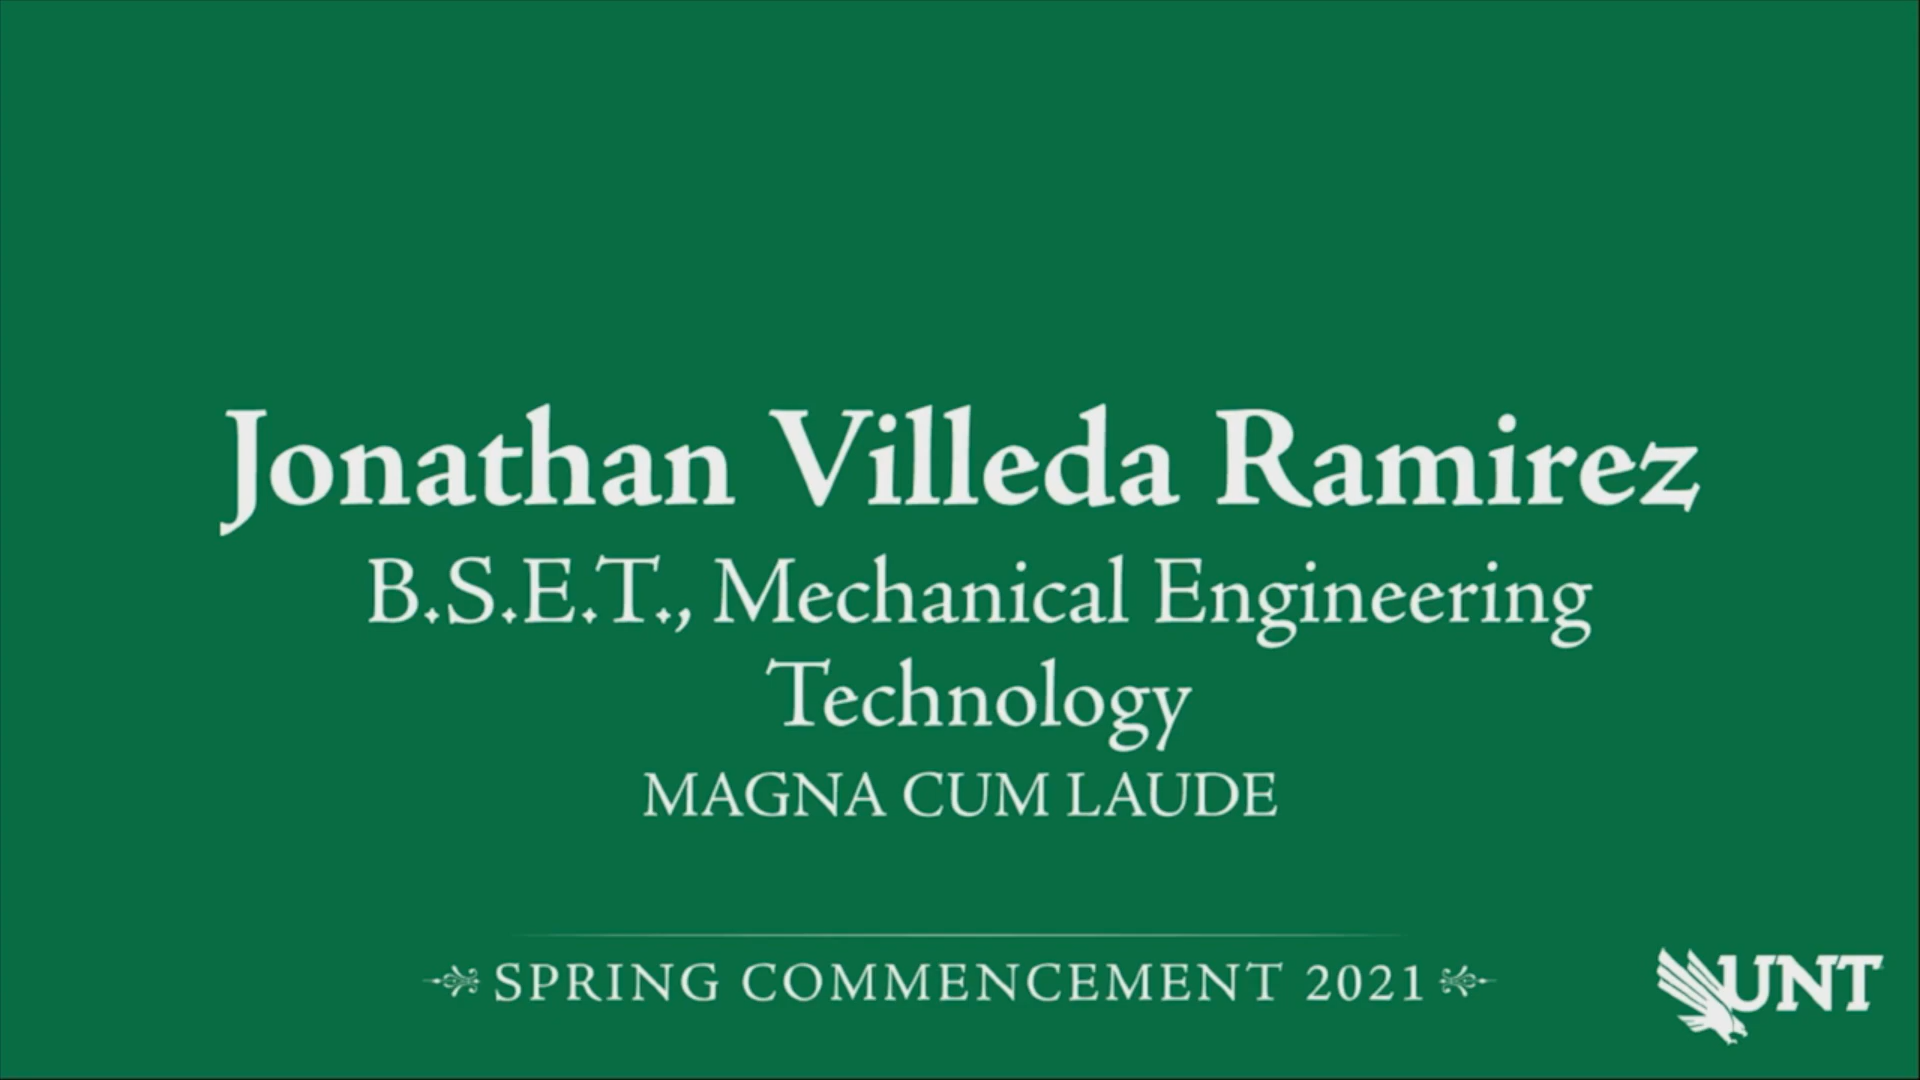 Jonathan Villeda Ramirez
B.S.E.T., Mechanical Engineering
Technology
MAGNA CUM LAUDE
SPRING COMMENCEMENT 2021
UNT